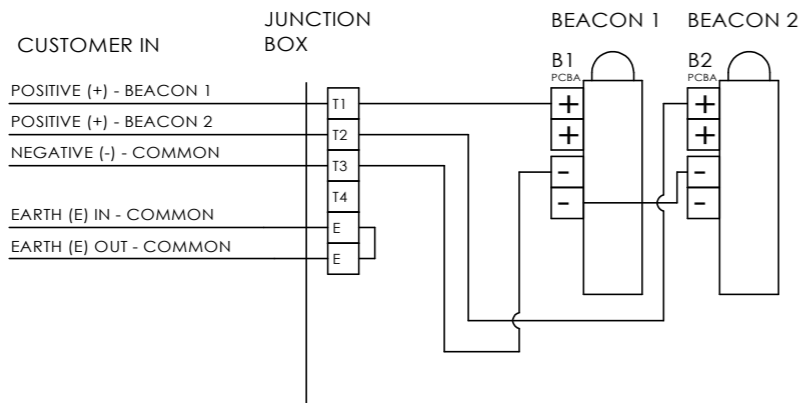 CUSTOMER IN
JUNCTION
BOX
BEACON 1
BEACON 2
B1
PCBA
B2
PCBA
POSITIVE (+) - BEACON 1
POSITIVE (+) - BEACON 2
NEGATIVE (-) - COMMON
EARTH (E) IN - COMMON
EARTH (E) OUT - COMMON
T1
T2
T3
T4
E
E
+
+
-
-
+
+
-
-